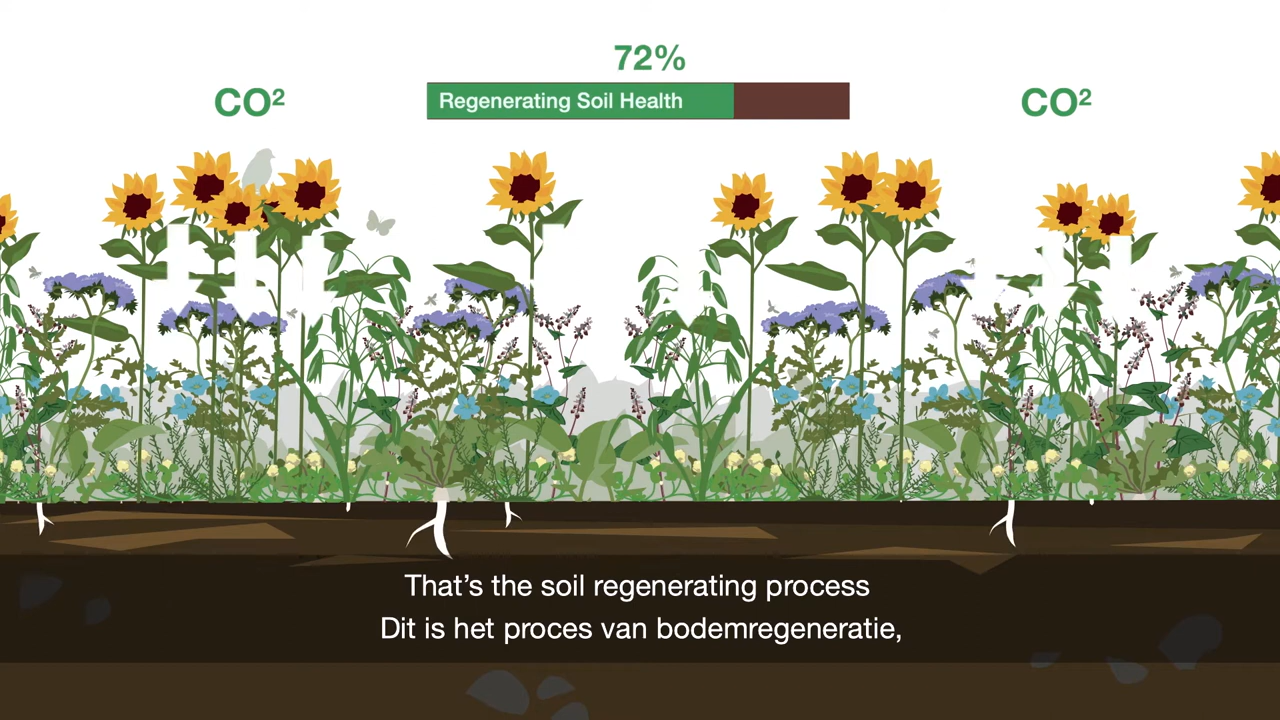 72%
CO² Regenerating Soil Health CO²
That’s the soil regenerating process
Dit is het proces van bodemregeneratie,